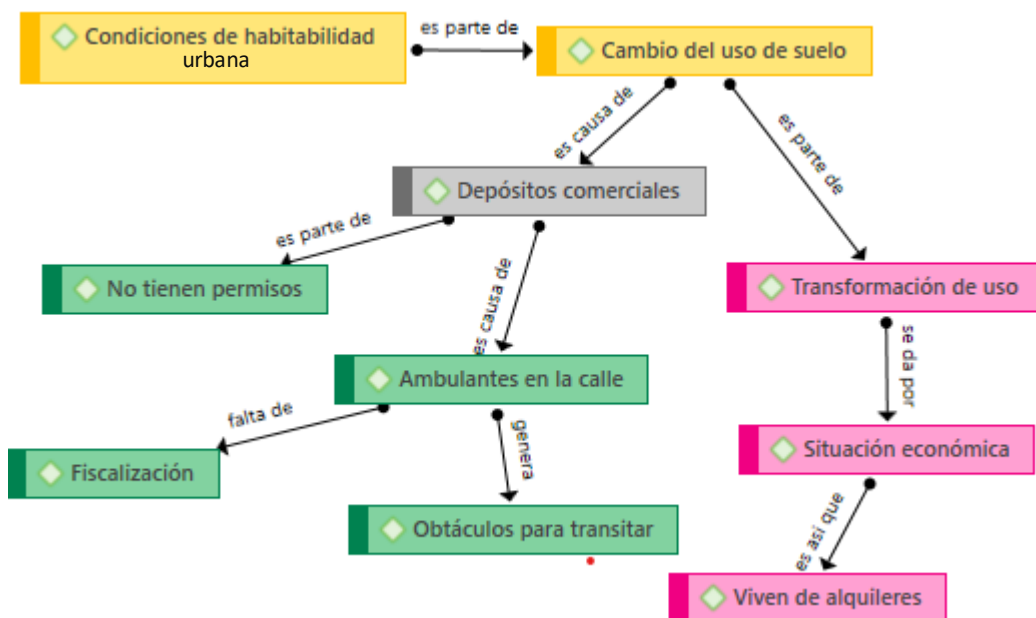 Condiciones de habitabilidad
urbana
es parte de
Cambio del uso de suelo
es causa de
es parte de
Depósitos comerciales
es parte de
es causa de
No tienen permisos
Transformación de uso
se da por
Ambulantes en la calle
falta de
genera
Fiscalización
Situación económica
Obtáculos para transitar
es asi que
Viven de alquileres